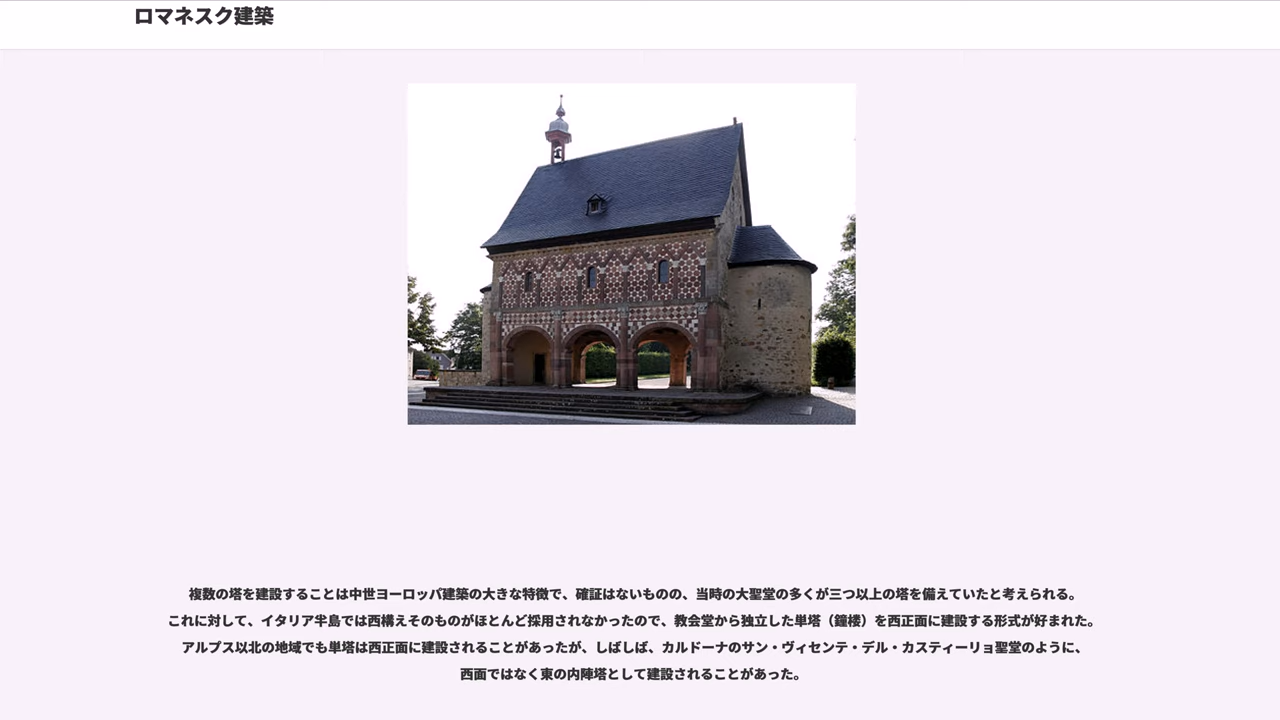 ロマネスク建築
複数の塔を建設することは中世ヨーロッパ建築の大きな特徴で、確証はないものの、当時の大聖堂の多くが三つ以上の塔を備えていたと考えられる。
これに対して、イタリア半島では西構えそのものがほとんど採用されなかったので、教会堂から独立した単塔（鐘楼）を西正面に建設する形式が好まれた。
アルプス以北の地域でも単塔は西正面に建設されることがあったが、しばしば、カルドーナのサン・ヴィセンテ・デル・カスティーリョ聖堂のように、
西面ではなく東の内陣塔として建設されることがあった。